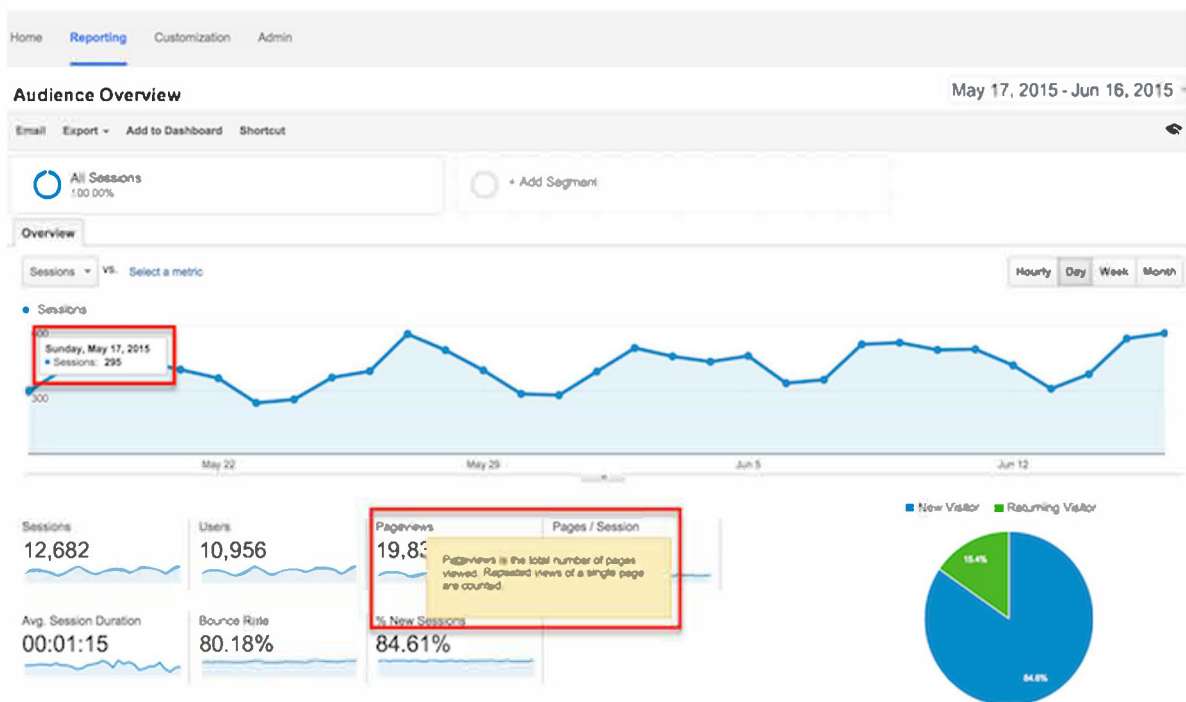 Home Reporting Customization Admin
Audience Overview
May 17, 2015 - Jun 16, 2015
Email Export Add to Dashboard Shortcut
All Sessions
100.00%
+ Add Segment
Overview
Sessions VS. Select a metric
Hourly Day Week Month
Sessions
Sunday, May 17, 2015
Sessions: 295
300
May 22 May 29 Jun 5 Jun 12
New Visitor Returning Visitor
Sessions Users Pageviews Pages / Session
12,682 10,956 19,83
Pageviews is the total number of pages
viewed. Repeated views of a single page
are counted.
15.4%
Avg. Session Duration Bounce Rate % New Sessions
00:01:15 80.18% 84.61%
84.6%